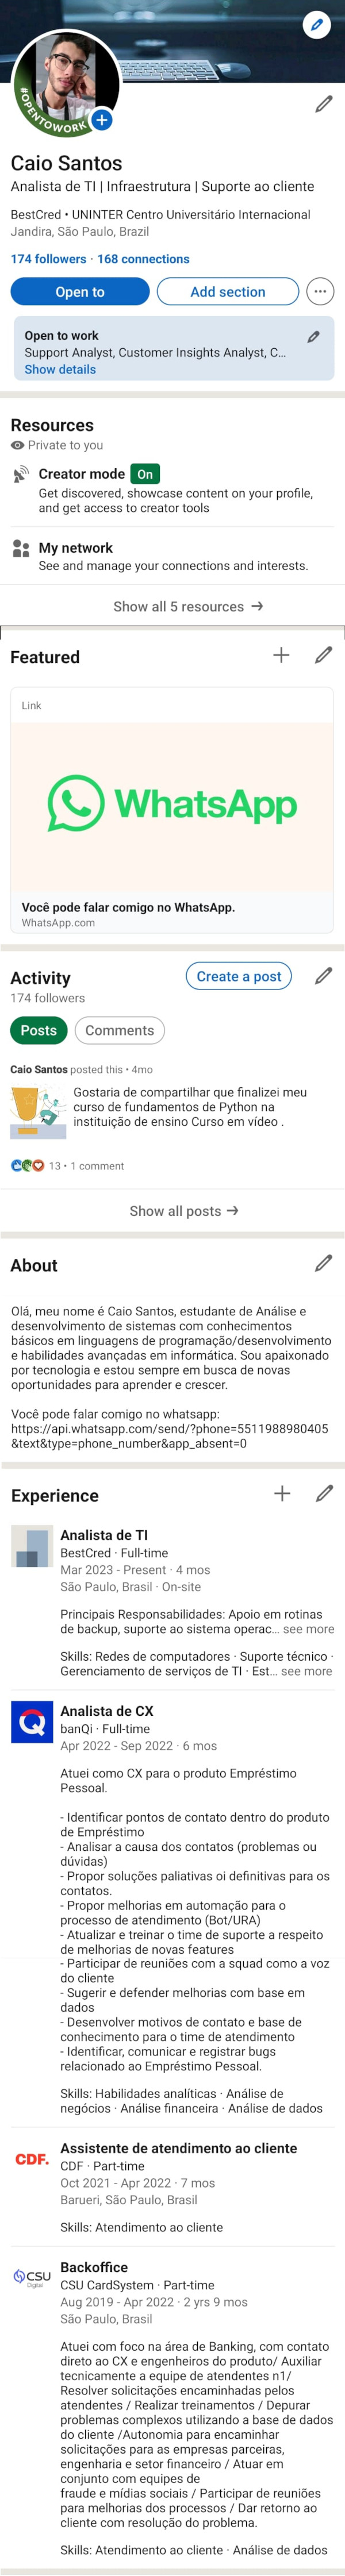 #OPENTOWORK
Caio Santos
Analista de TI | Infraestrutura | Suporte ao cliente
BestCred • UNINTER Centro Universitário Internacional
Jandira, São Paulo, Brazil
174 followers · 168 connections
Open to
Add section
Open to work
Support Analyst, Customer Insights Analyst, C...
Show details
Resources
Private to you
Creator mode On
Get discovered, showcase content on your profile,
and get access to creator tools
My network
See and manage your connections and interests.
Show all 5 resources →
Featured
Link
WhatsApp
Você pode falar comigo no WhatsApp.
WhatsApp.com
Activity
Create a post
174 followers
Posts
Comments
Caio Santos posted this • 4mo
Gostaria de compartilhar que finalizei meu
curso de fundamentos de Python na
instituição de ensino Curso em vídeo .
13 • 1 comment
Show all posts →
About
Olá, meu nome é Caio Santos, estudante de Análise e
desenvolvimento de sistemas com conhecimentos
básicos em linguagens de programação/desenvolvimento
e habilidades avançadas em informática. Sou apaixonado
por tecnologia e estou sempre em busca de novas
oportunidades para aprender e crescer.
Você pode falar comigo no whatsapp:
https://api.whatsapp.com/send/?phone=5511988980405
&text&type=phone_number&app_absent=0
Experience
Analista de TI
BestCred · Full-time
Mar 2023 - Present · 4 mos
São Paulo, Brasil · On-site
Principais Responsabilidades: Apoio em rotinas
de backup, suporte ao sistema operac... see more
Skills: Redes de computadores · Suporte técnico ·
Gerenciamento de serviços de TI · Est... see more
Analista de CX
banQi · Full-time
Apr 2022 - Sep 2022 · 6 mos
Atuei como CX para o produto Empréstimo
Pessoal.
- Identificar pontos de contato dentro do produto
de Empréstimo
- Analisar a causa dos contatos (problemas ou
dúvidas)
- Propor soluções paliativas oi definitivas para os
contatos.
- Propor melhorias em automação para o
processo de atendimento (Bot/URA)
- Atualizar e treinar o time de suporte a respeito
de melhorias de novas features
- Participar de reuniões com a squad como a voz
do cliente
- Sugerir e defender melhorias com base em
dados
- Desenvolver motivos de contato e base de
conhecimento para o time de atendimento
- Identificar, comunicar e registrar bugs
relacionado ao Empréstimo Pessoal.
Skills: Habilidades analíticas · Análise de
negócios · Análise financeira · Análise de dados
CDF.
Assistente de atendimento ao cliente
CDF · Part-time
Oct 2021 - Apr 2022 · 7 mos
Barueri, São Paulo, Brasil
Skills: Atendimento ao cliente
CSU
Digital
Backoffice
CSU CardSystem · Part-time
Aug 2019 - Apr 2022 · 2 yrs 9 mos
São Paulo, Brasil
Atuei com foco na área de Banking, com contato
direto ao CX e engenheiros do produto/ Auxiliar
tecnicamente a equipe de atendentes n1/
Resolver solicitações encaminhadas pelos
atendentes / Realizar treinamentos / Depurar
problemas complexos utilizando a base de dados
do cliente /Autonomia para encaminhar
solicitações para as empresas parceiras,
engenharia e setor financeiro / Atuar em
conjunto com equipes de
fraude e mídias sociais / Participar de reuniões
para melhorias dos processos / Dar retorno ao
cliente com resolução do problema.
Skills: Atendimento ao cliente · Análise de dados